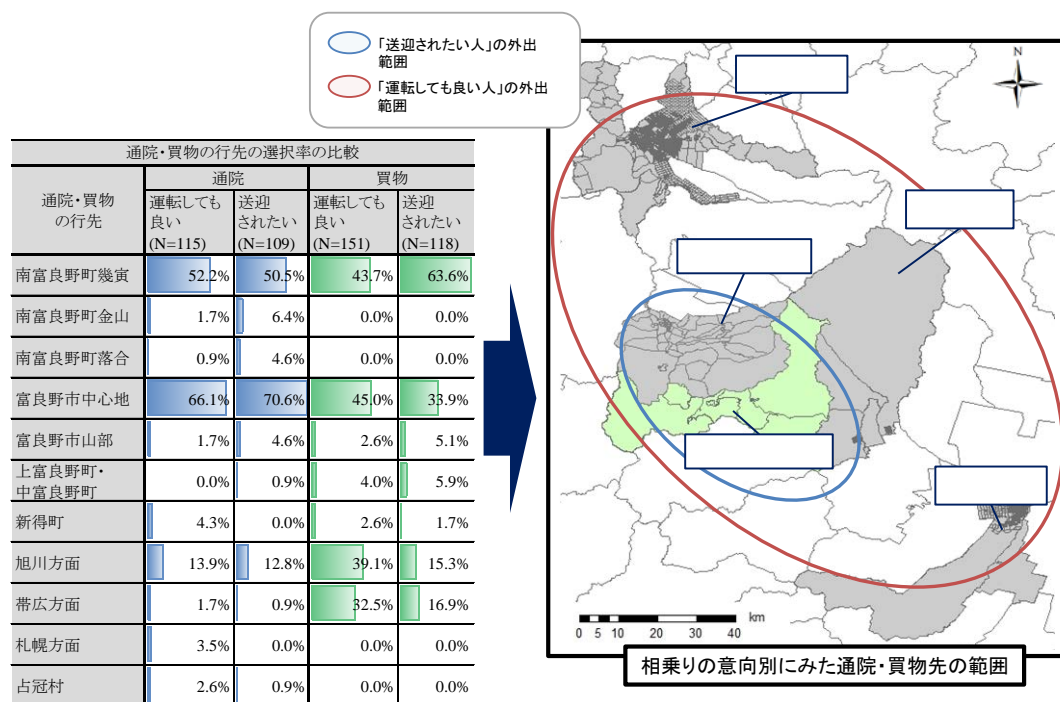 「送迎されたい人」の外出
範囲
「運転しても良い人」の外出
範囲
通院・買物の行先の選択率の比較
通院・買物
の行先
通院
買物
運転しても
良い
(N=115)
送迎
されたい
(N=109)
運転しても
良い
(N=151)
送迎
されたい
(N=118)
南富良野町幾寅 52.2% 50.5% 43.7% 63.6%
南富良野町金山 1.7% 6.4% 0.0% 0.0%
南富良野町落合 0.9% 4.6% 0.0% 0.0%
富良野市中心地 66.1% 70.6% 45.0% 33.9%
富良野市山部 1.7% 4.6% 2.6% 5.1%
上富良野町・
中富良野町 0.0% 0.9% 4.0% 5.9%
新得町 4.3% 0.0% 2.6% 1.7%
旭川方面 13.9% 12.8% 39.1% 15.3%
帯広方面 1.7% 0.9% 32.5% 16.9%
札幌方面 3.5% 0.0% 0.0% 0.0%
占冠村 2.6% 0.9% 0.0% 0.0%
N
km
0 5 10 20 30 40
相乗りの意向別にみた通院・買物先の範囲